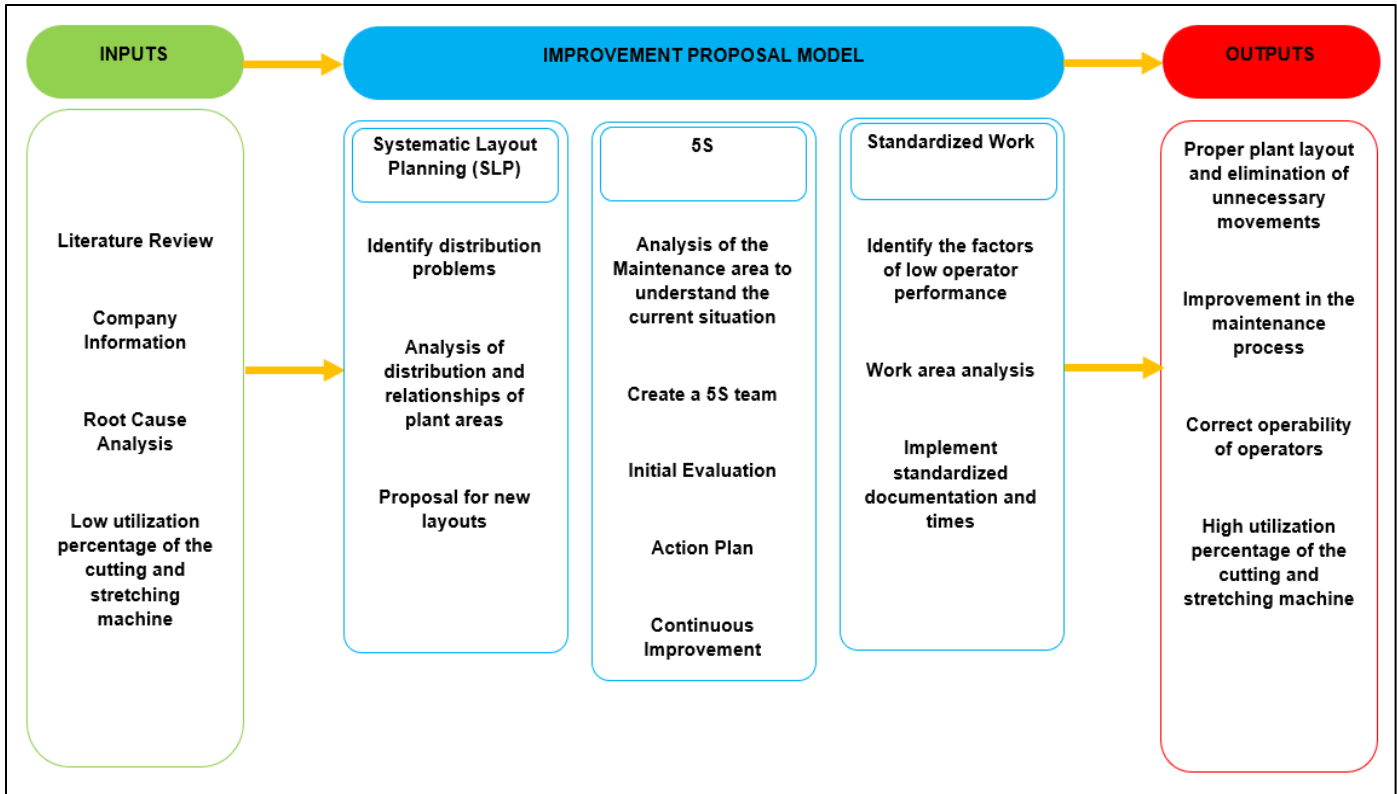 INPUTS
IMPROVEMENT PROPOSAL MODEL
OUTPUTS
Literature Review
Company
Information
Root Cause
Analysis
Low utilization
percentage of the
cutting and
stretching
machine
Systematic Layout
Planning (SLP)
Identify distribution
problems
Analysis of
distribution and
relationships of
plant areas
Proposal for new
layouts
5S
Analysis of the
Maintenance area to
understand the
current situation
Create a 5S team
Initial Evaluation
Action Plan
Continuous
Improvement
Standardized Work
Identify the factors
of low operator
performance
Work area analysis
Implement
standardized
documentation and
times
Proper plant layout
and elimination of
unnecessary
movements
Improvement in the
maintenance
process
Correct operability
of operators
High utilization
percentage of the
cutting and
stretching machine